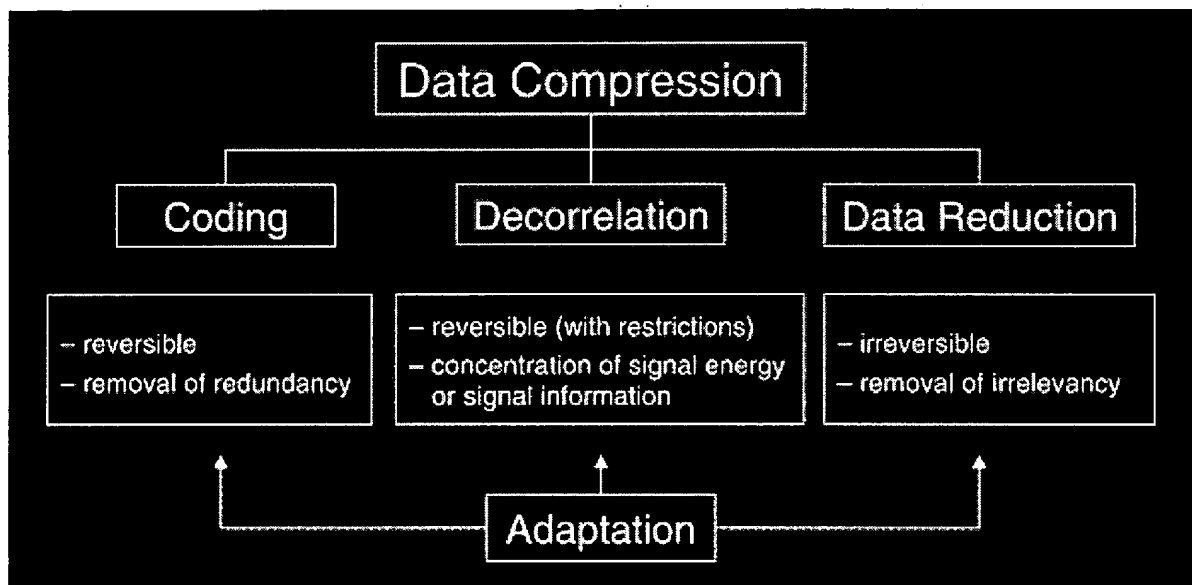 Data Compression
Coding
Decorrelation
Data Reduction
– reversible
– removal of redundancy
– reversible (with restrictions)
– concentration of signal energy
or signal information
– irreversible
– removal of irrelevancy
Adaptation